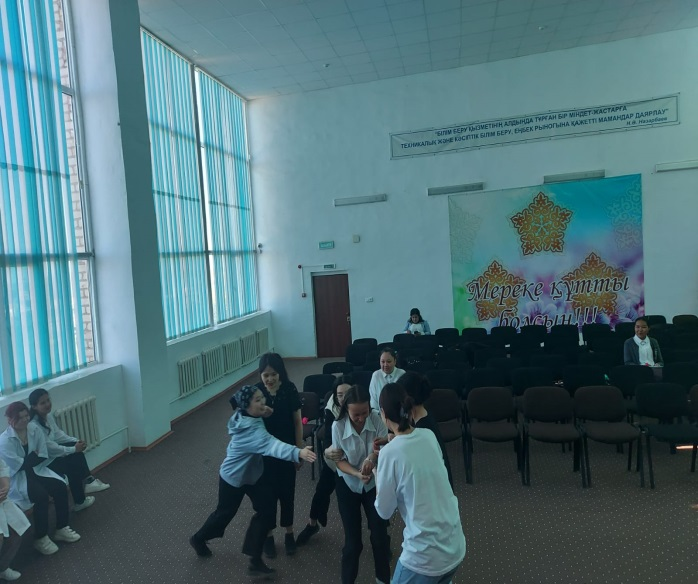 "БІЛІМ БЕРУ ҚЫЗМЕТІНІҢ АЛДЫНДА ТҰРҒАН БІР МІНДЕТ-ЖАСТАРҒА
ТЕХНИКАЛЫҚ ЖӘНЕ КӘСІПТІК БІЛІМ БЕРУ, ЕҢБЕК РЫНОГЫНА ҚАЖЕТТІ МАМАНДАР ДАЯРЛАУ"
Н.Ә. Назарбаев
Мереке құтты
болсын!!!